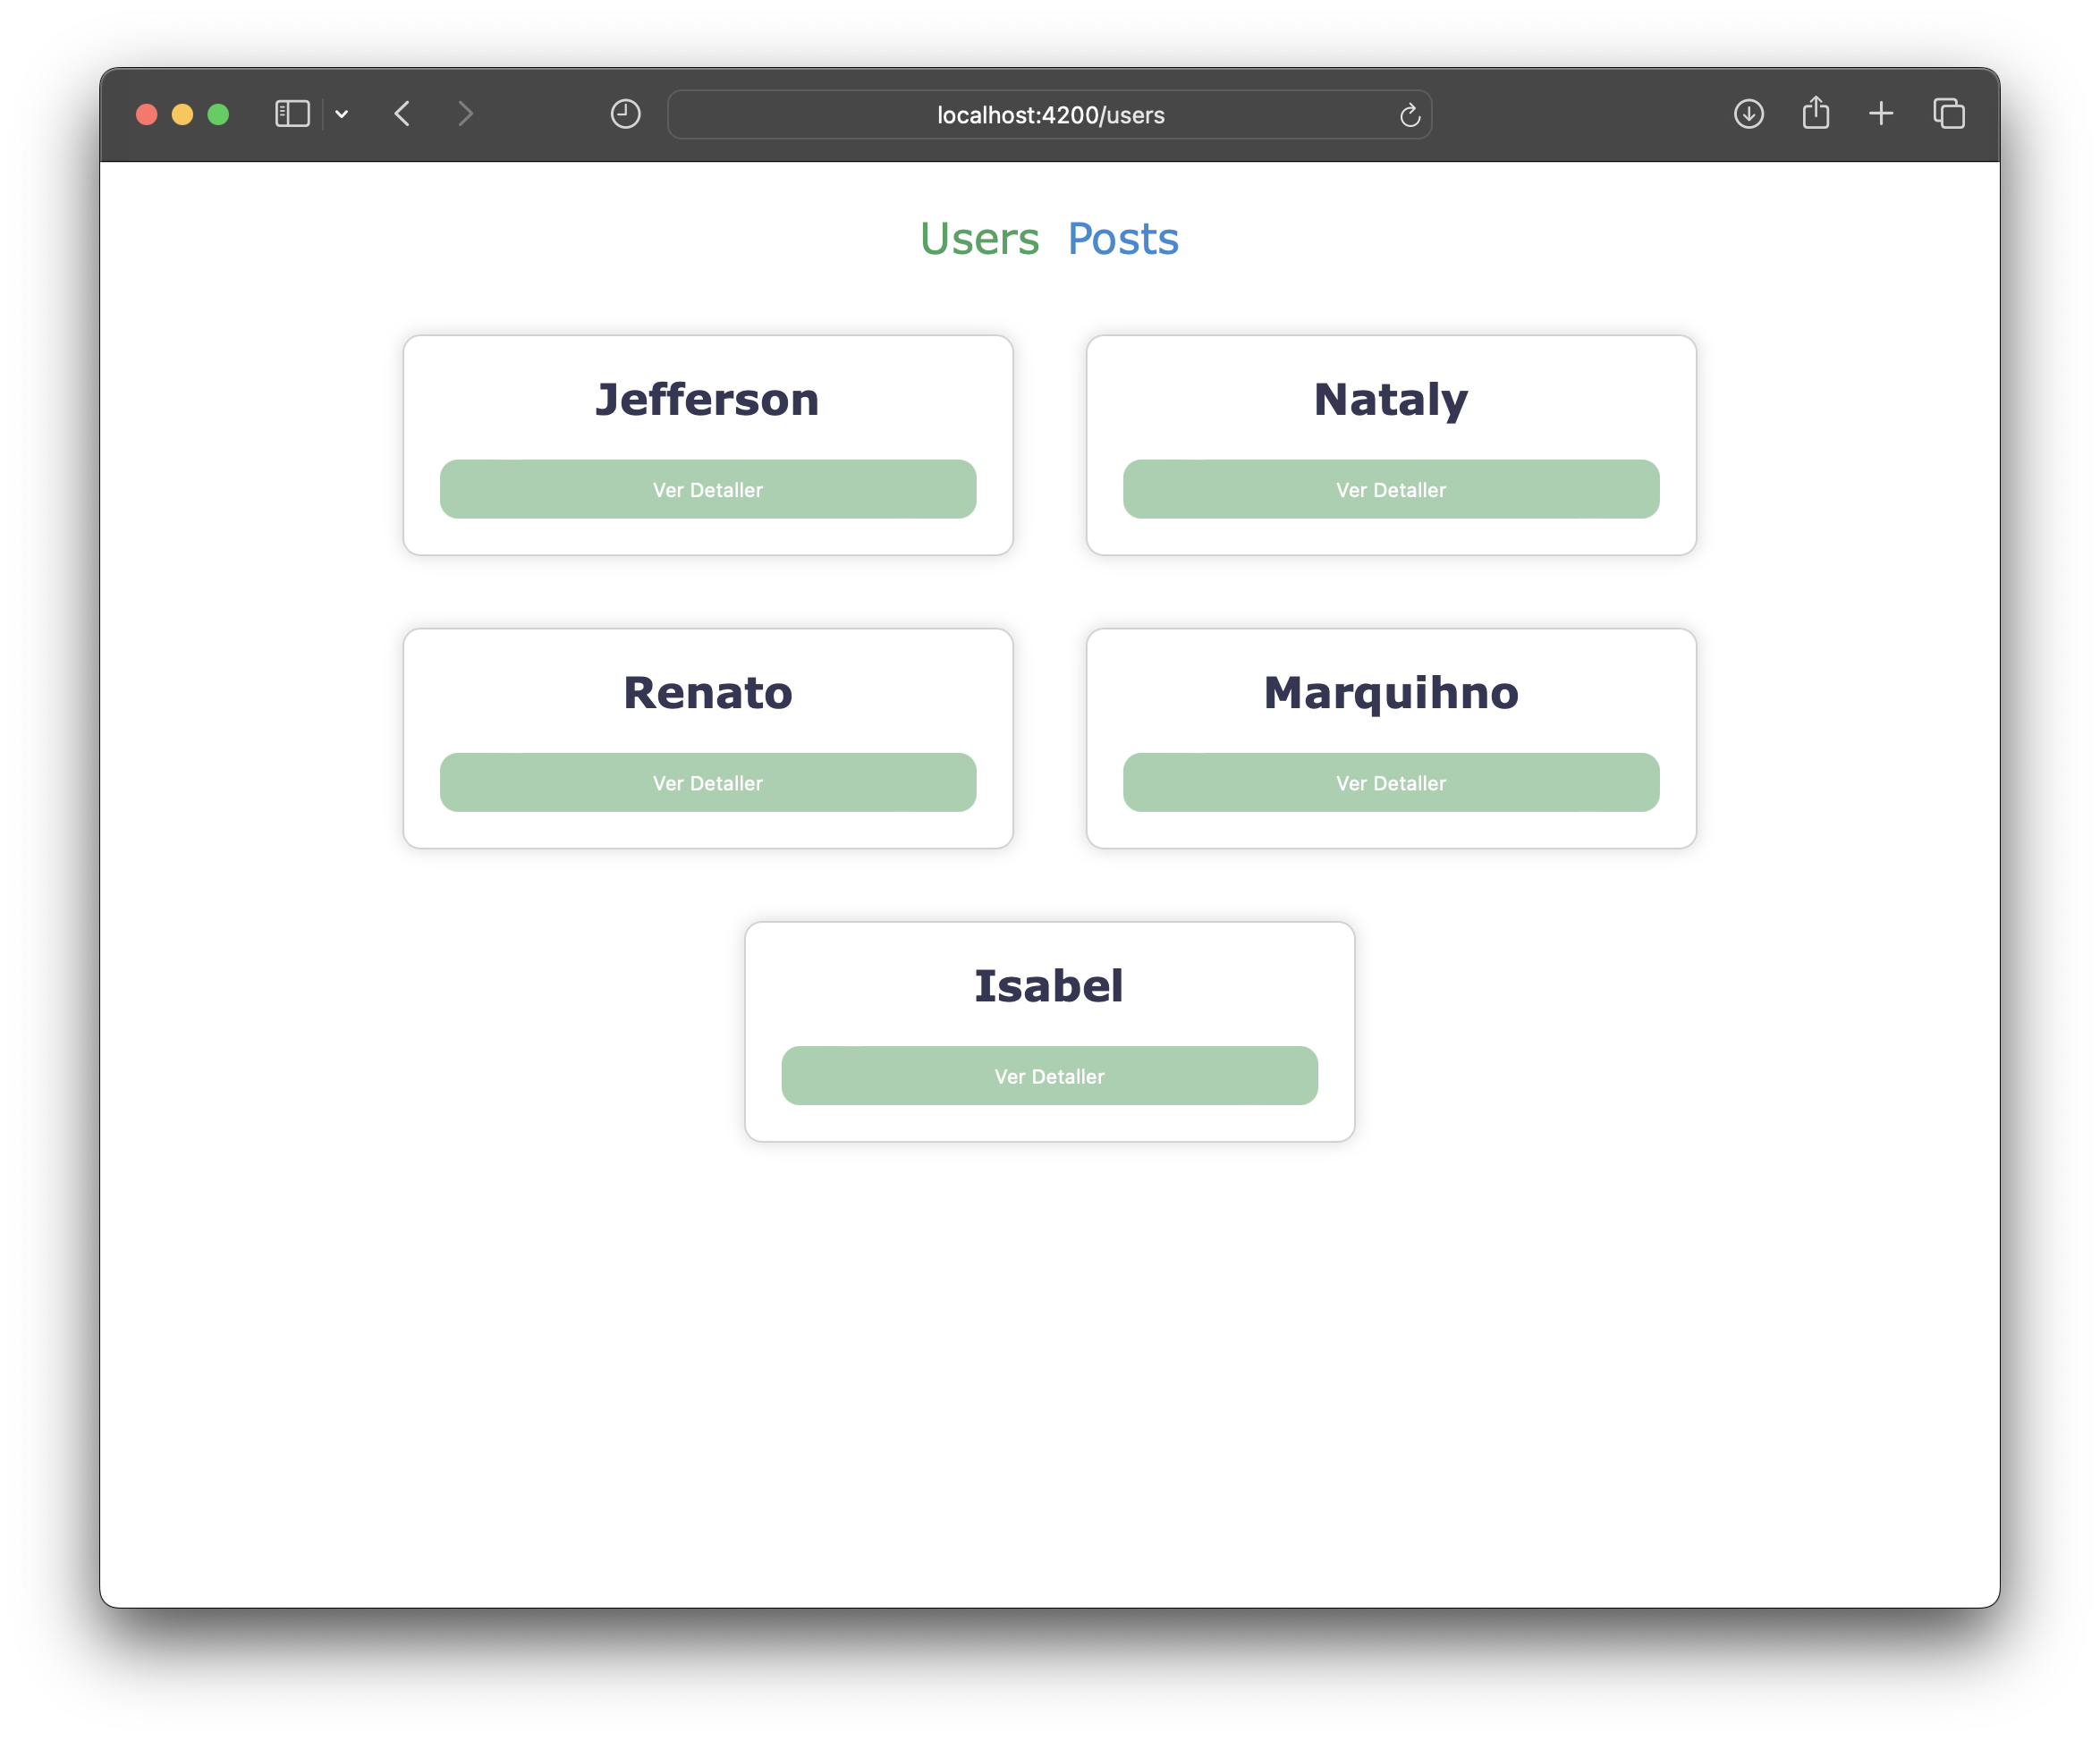 localhost:4200/users
Users Posts
Jefferson
Ver Detaller
Nataly
Ver Detaller
Renato
Ver Detaller
Marquihno
Ver Detaller
Isabel
Ver Detaller